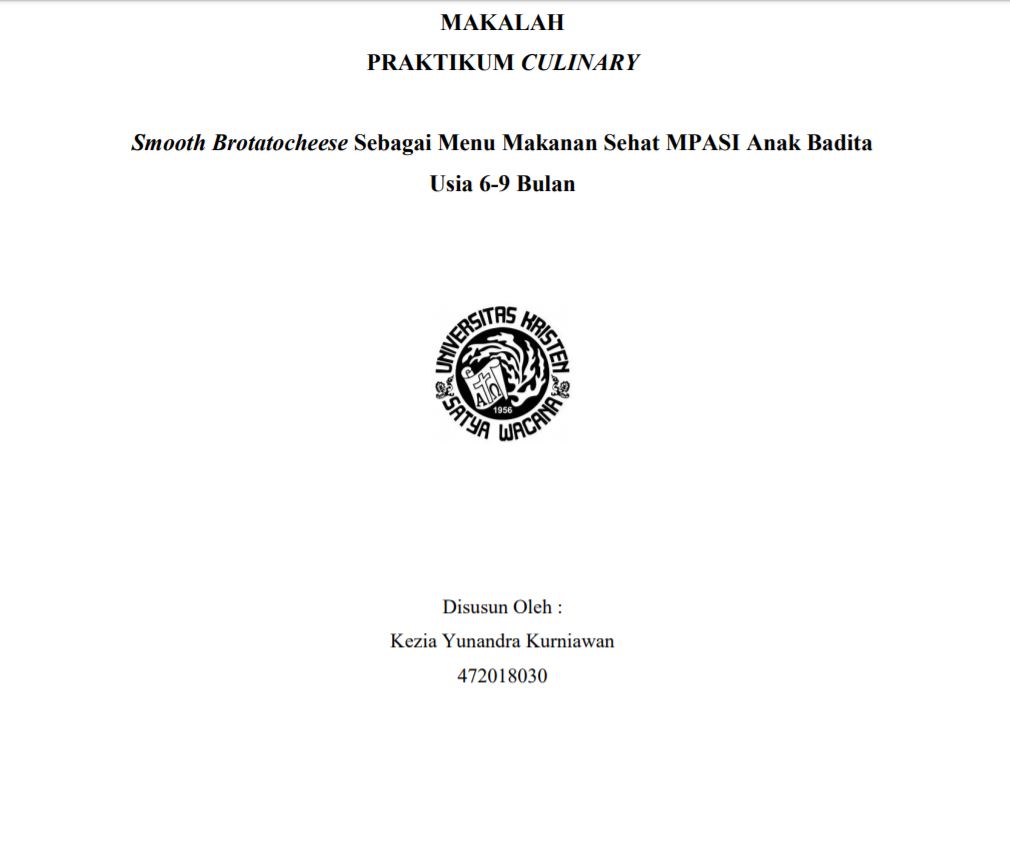 MAKALAH
PRAKTIKUM CULINARY
Smooth Brotatocheese Sebagai Menu Makanan Sehat MPASI Anak Badita
Usia 6-9 Bulan
UNIVERSITAS KRISTEN
AΩ
1956
SATYA WACANA
Disusun Oleh :
Kezia Yunandra Kurniawan
472018030